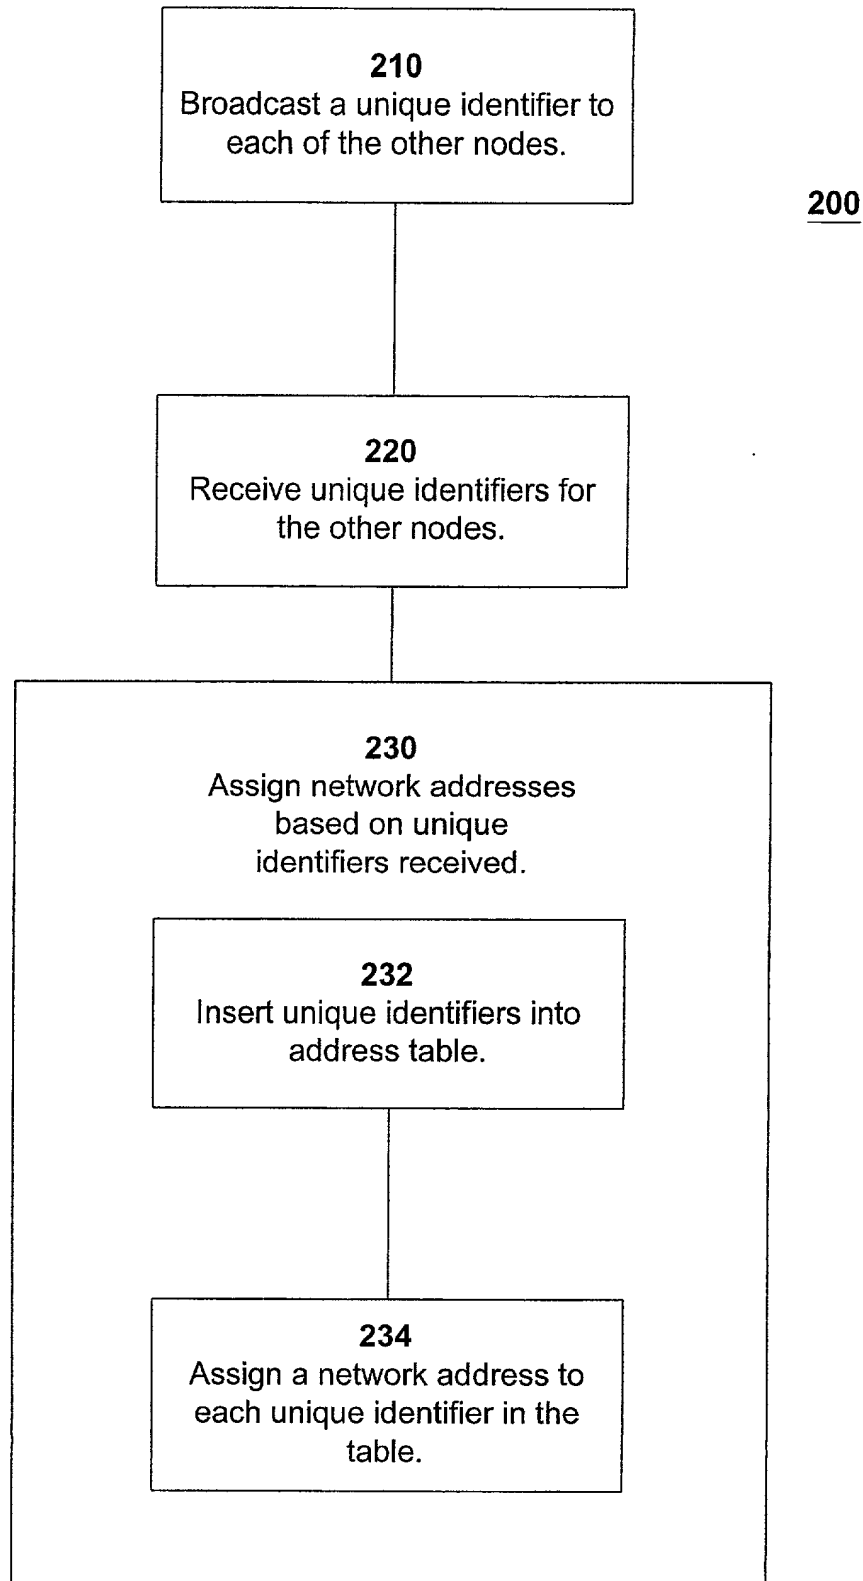 210
Broadcast a unique identifier to
each of the other nodes.
200
220
Receive unique identifiers for
the other nodes.
230
Assign network addresses
based on unique
identifiers received.
232
Insert unique identifiers into
address table.
234
Assign a network address to
each unique identifier in the
table.